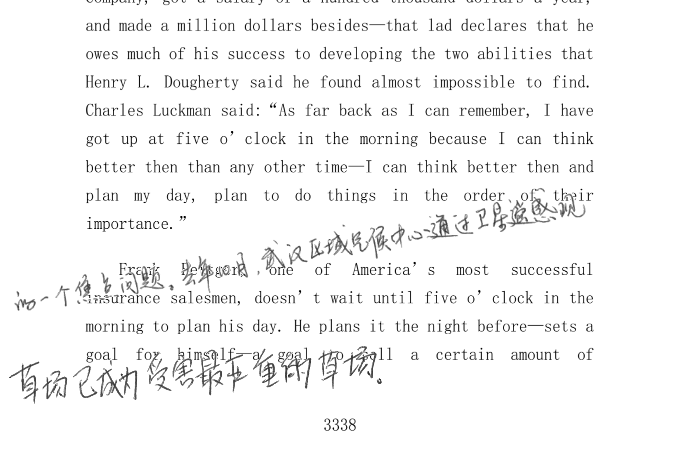 company, got a salary of a hundred thousand dollars a year,
and made a million dollars besides—that lad declares that he
owes much of his success to developing the two abilities that
Henry L. Dougherty said he found almost impossible to find.
Charles Luckman said: “As far back as I can remember, I have
got up at five o’clock in the morning because I can think
better then than any other time—I can think better then and
plan my day, plan to do things in the order of their
importance.”
的一个焦点问题。去年 月，武汉区域气候中心通过卫星遥感观
Frank Bettger, one of America’s most successful
insurance salesmen, doesn’t wait until five o’clock in the
morning to plan his day. He plans it the night before—sets a
goal for himself—a goal to sell a certain amount of
草场已成为受害最严重的草场。
3338